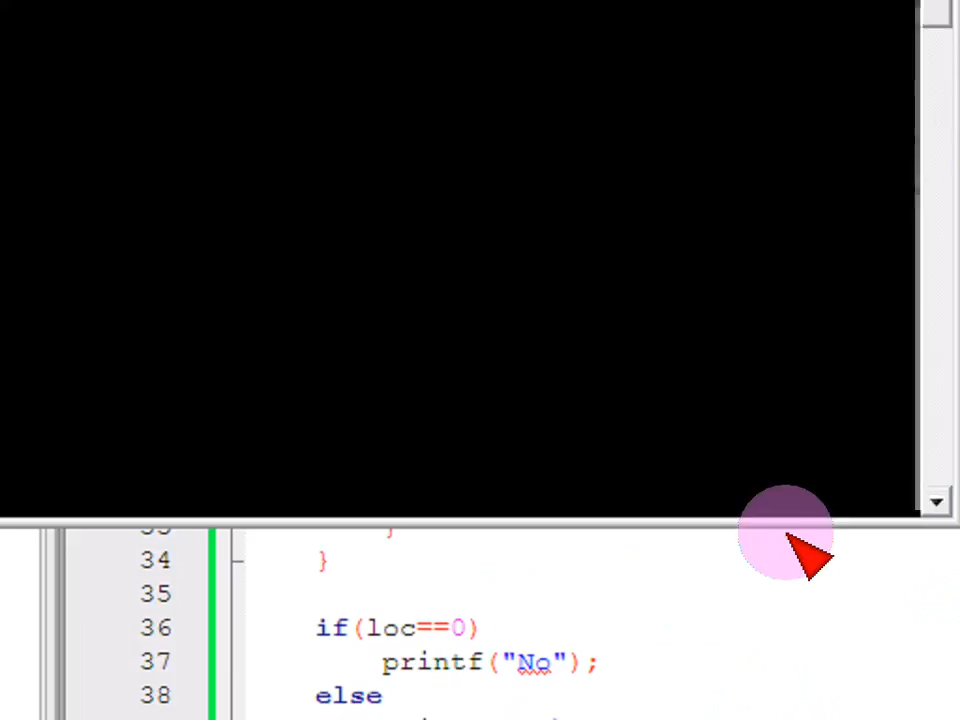 34 }
35
36 if(loc==0)
37 printf("No");
38 else